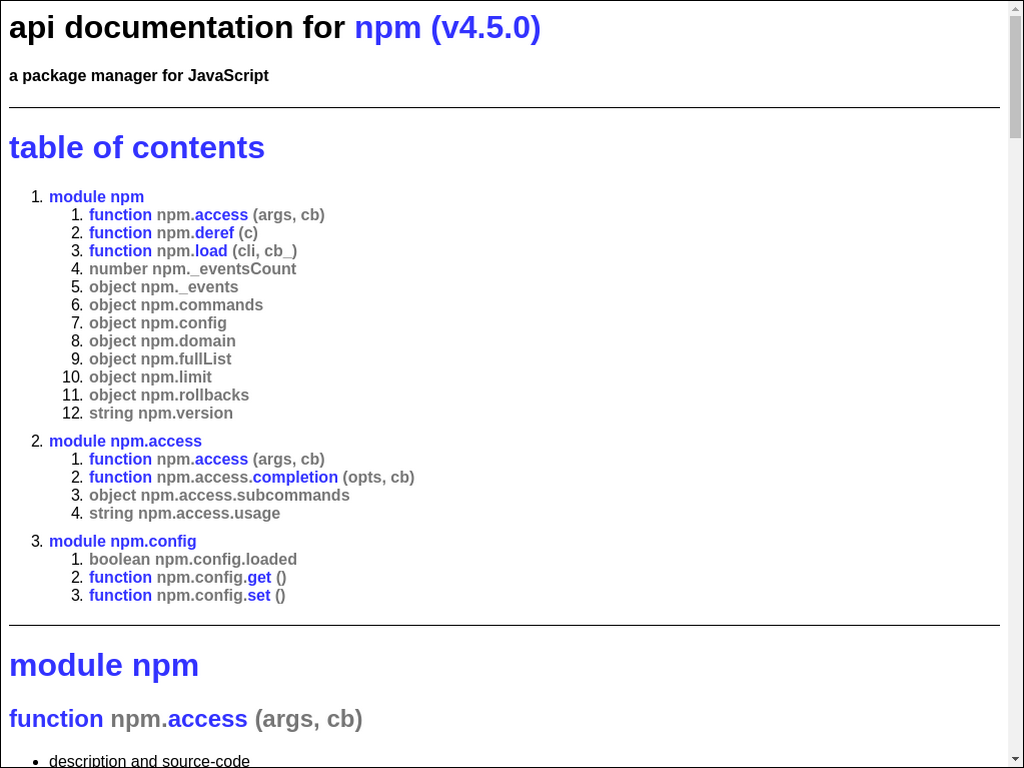 api documentation for npm (v4.5.0)
a package manager for JavaScript
table of contents
1. module npm
1. function npm.access (args, cb)
2. function npm.deref (c)
3. function npm.load (cli, cb_)
4. number npm._eventsCount
5. object npm._events
6. object npm.commands
7. object npm.config
8. object npm.domain
9. object npm.fullList
10. object npm.limit
11. object npm.rollbacks
12. string npm.version
2. module npm.access
1. function npm.access (args, cb)
2. function npm.access.completion (opts, cb)
3. object npm.access.subcommands
4. string npm.access.usage
3. module npm.config
1. boolean npm.config.loaded
2. function npm.config.get ()
3. function npm.config.set ()
module npm
function npm.access (args, cb)
• description and source-code